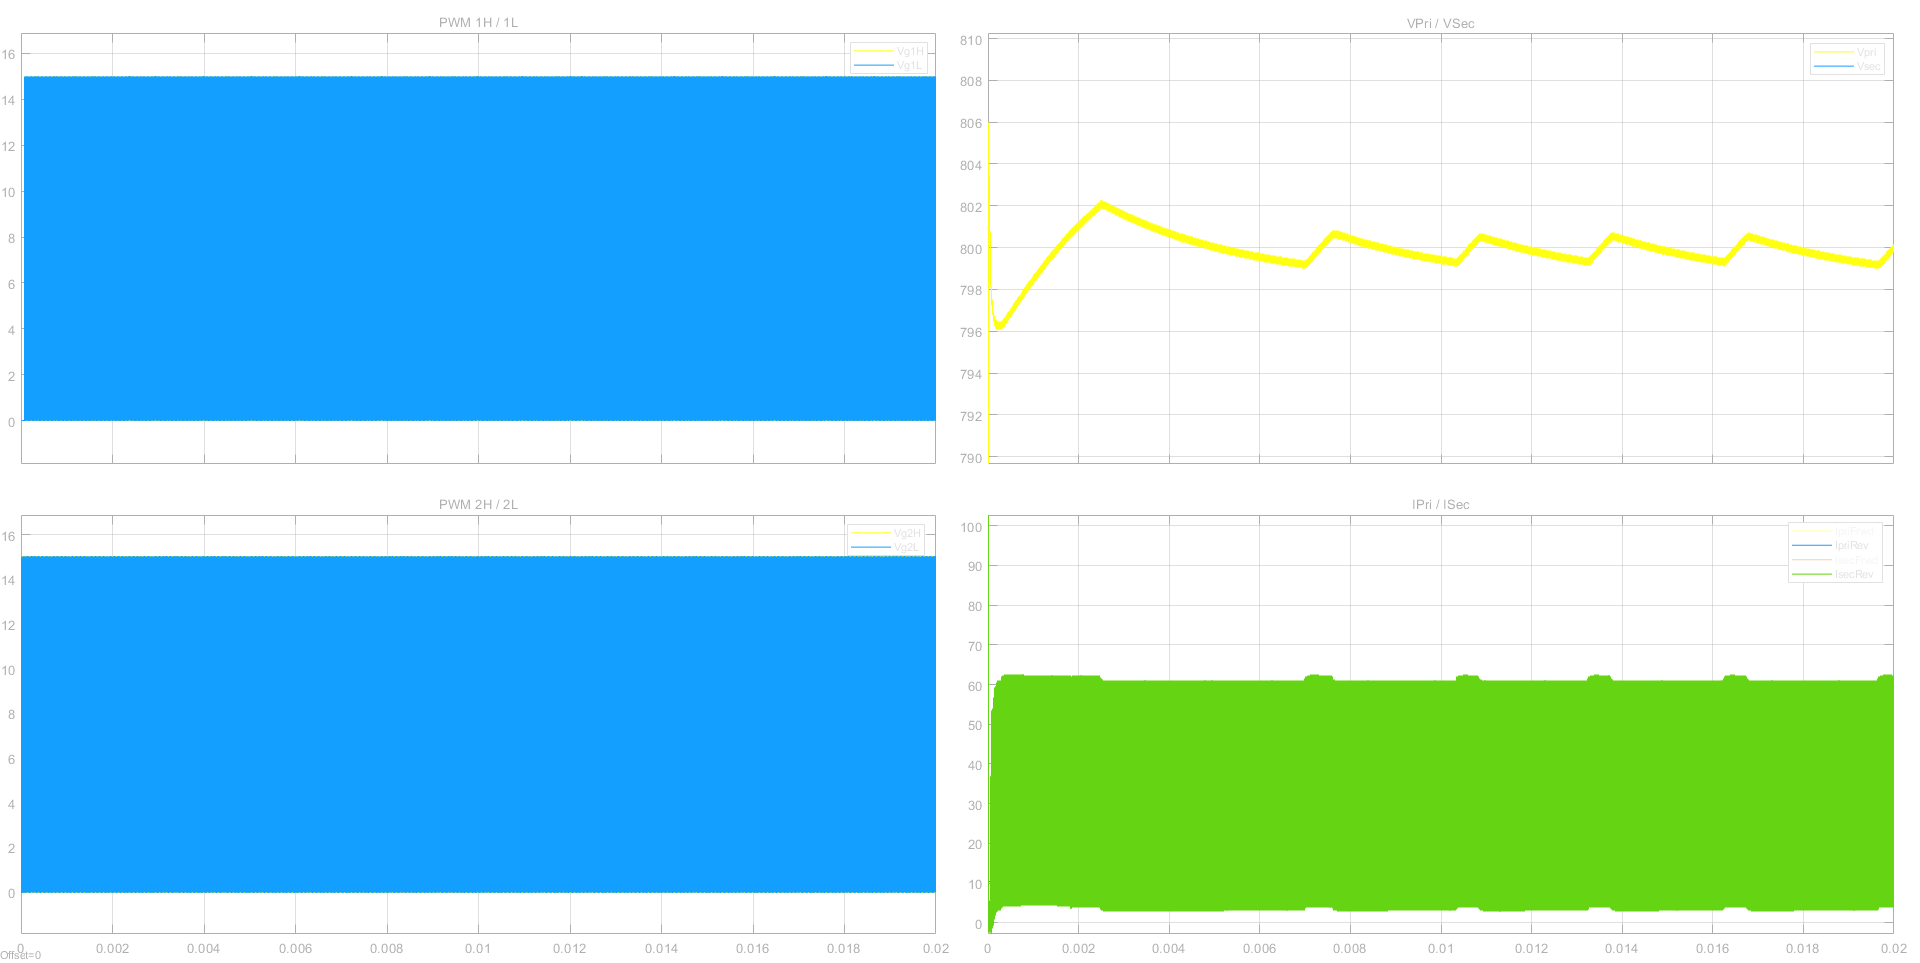 PWM 1H / 1L
16
14
12
10
8
6
4
2
0
Vg1H
Vg1L
VPri / VSec
810
808
806
804
802
800
798
796
794
792
790
Vpri
Vsec
PWM 2H / 2L
16
14
12
10
8
6
4
2
0
Vg2H
Vg2L
0 0.002 0.004 0.006 0.008 0.01 0.012 0.014 0.016 0.018 0.02
Offset=0
IPri / ISec
100
90
80
70
60
50
40
30
20
10
0
IpriRev
IsecRev
0 0.002 0.004 0.006 0.008 0.01 0.012 0.014 0.016 0.018 0.02